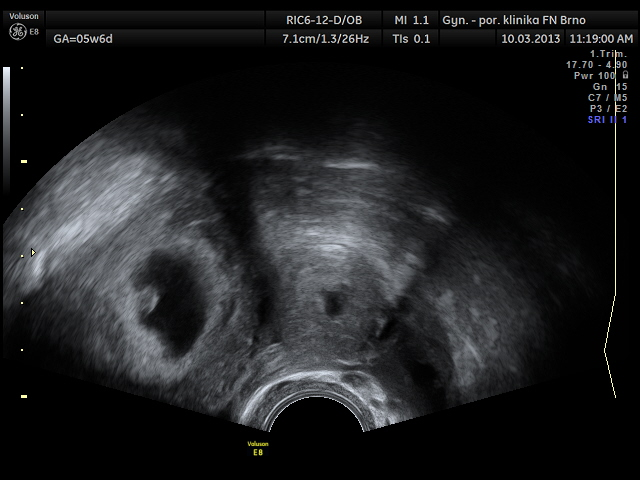 Voluson
GE E8
RIC6-12-D/OB
MI 1.1
Gyn. - por. klinika FN Brno
GA=05w6d
7.1cm/1.3/26Hz
TIs 0.1
10.03.2013
11:19:00 AM
1.Trim.
17.70 - 4.90
Pwr 100
Gn 15
C7 / M5
P3 / E2
SRI II 1
Voluson
E8